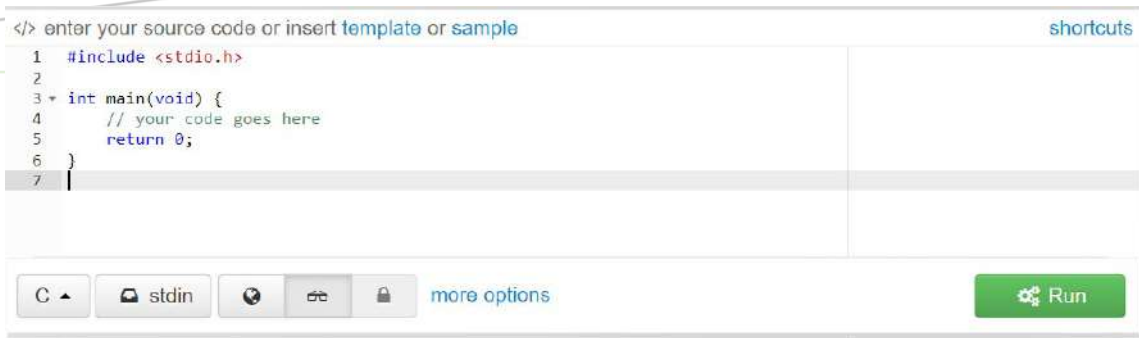 </> enter your source code or insert template or sample shortcuts
1 #include <stdio.h>
2
3 int main(void) {
4 // your code goes here
5 return 0;
6 }
7
C stdin more options Run